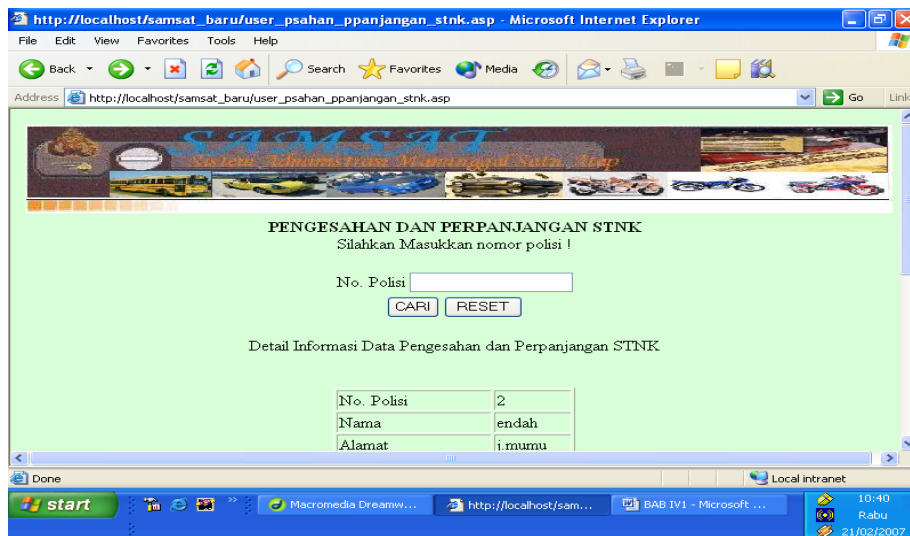 http://localhost/samsat_baru/user_psahan_ppanjangan_stnk.asp - Microsoft Internet Explorer
File Edit View Favorites Tools Help
Back Search Favorites Media
Address http://localhost/samsat_baru/user_psahan_ppanjangan_stnk.asp Go Link
SAMSAT
Sistem Administrasi Manunggal Satu Atap
PENGESAHAN DAN PERPANJANGAN STNK
Silahkan Masukkan nomor polisi !
No. Polisi
CARI RESET
Detail Informasi Data Pengesahan dan Perpanjangan STNK
No. Polisi 2
Nama endah
Alamat j.mumu
Done Local intranet
start Macromedia Dreamw... http://localhost/sam... BAB IV1 - Microsoft ... 10:40
Rabu
21/02/2007